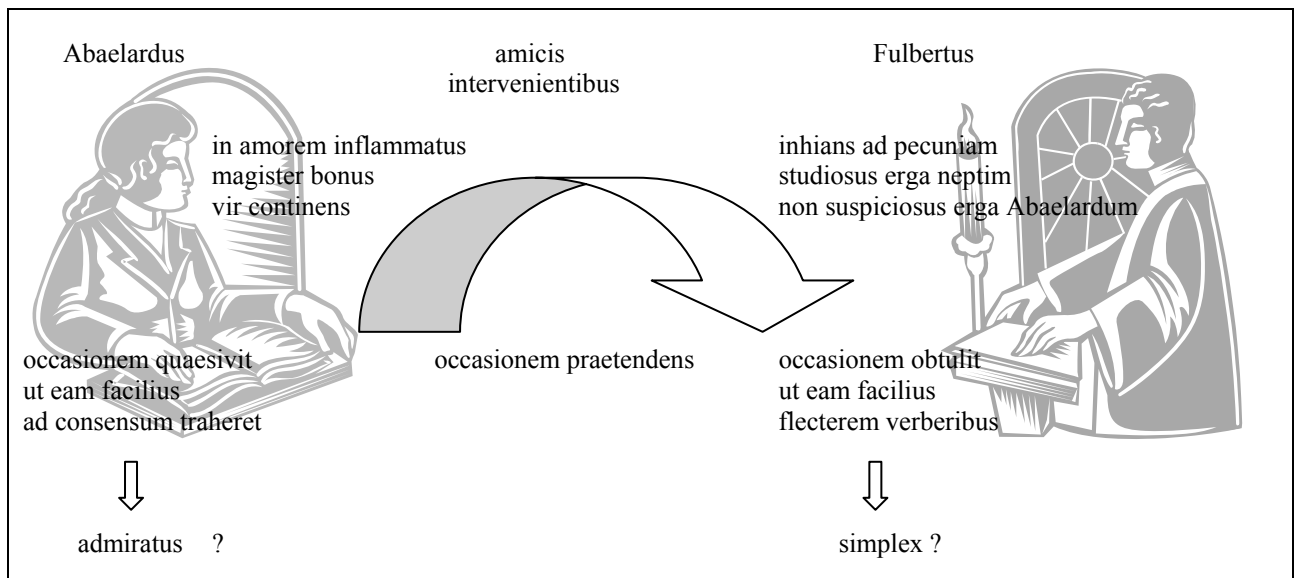 Abaelardus
amicis
intervenientibus
Fulbertus
in amorem inflammatus
magister bonus
vir continens
inhians ad pecuniam
studiosus erga neptim
non suspiciosus erga Abaelardum
occasionem quaesivit
ut eam facilius
ad consensum traheret
occasionem praetendens
occasionem obtulit
ut eam facilius
flecterem verberibus
admiratus ?
simplex ?